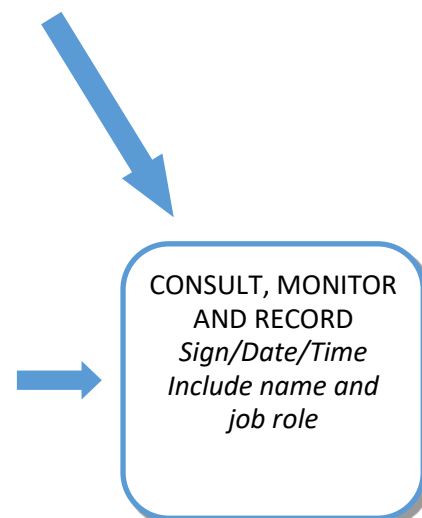 CONSULT, MONITOR
AND RECORD
Sign/Date/Time
Include name and
job role